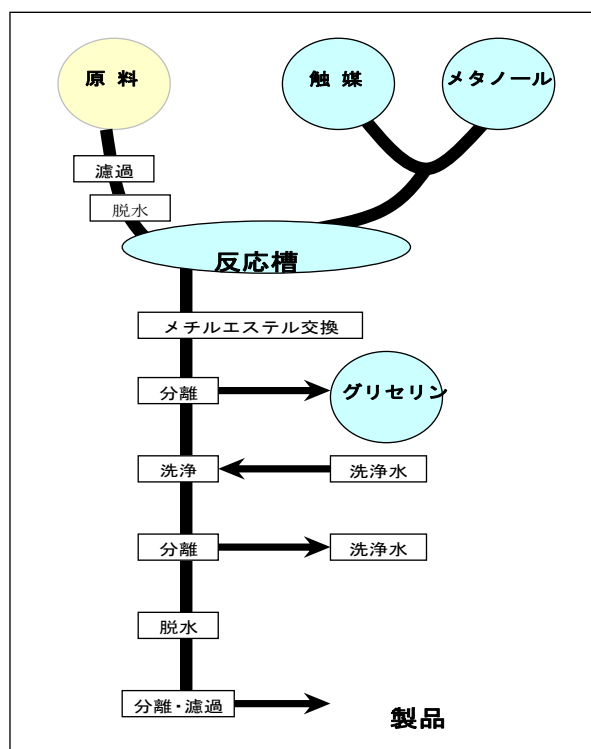 原 料
触 媒
メタノール
濾過
脱水
反応槽
メチルエステル交換
分離
グリセリン
洗浄
洗浄水
分離
洗浄水
脱水
分離・濾過
製品